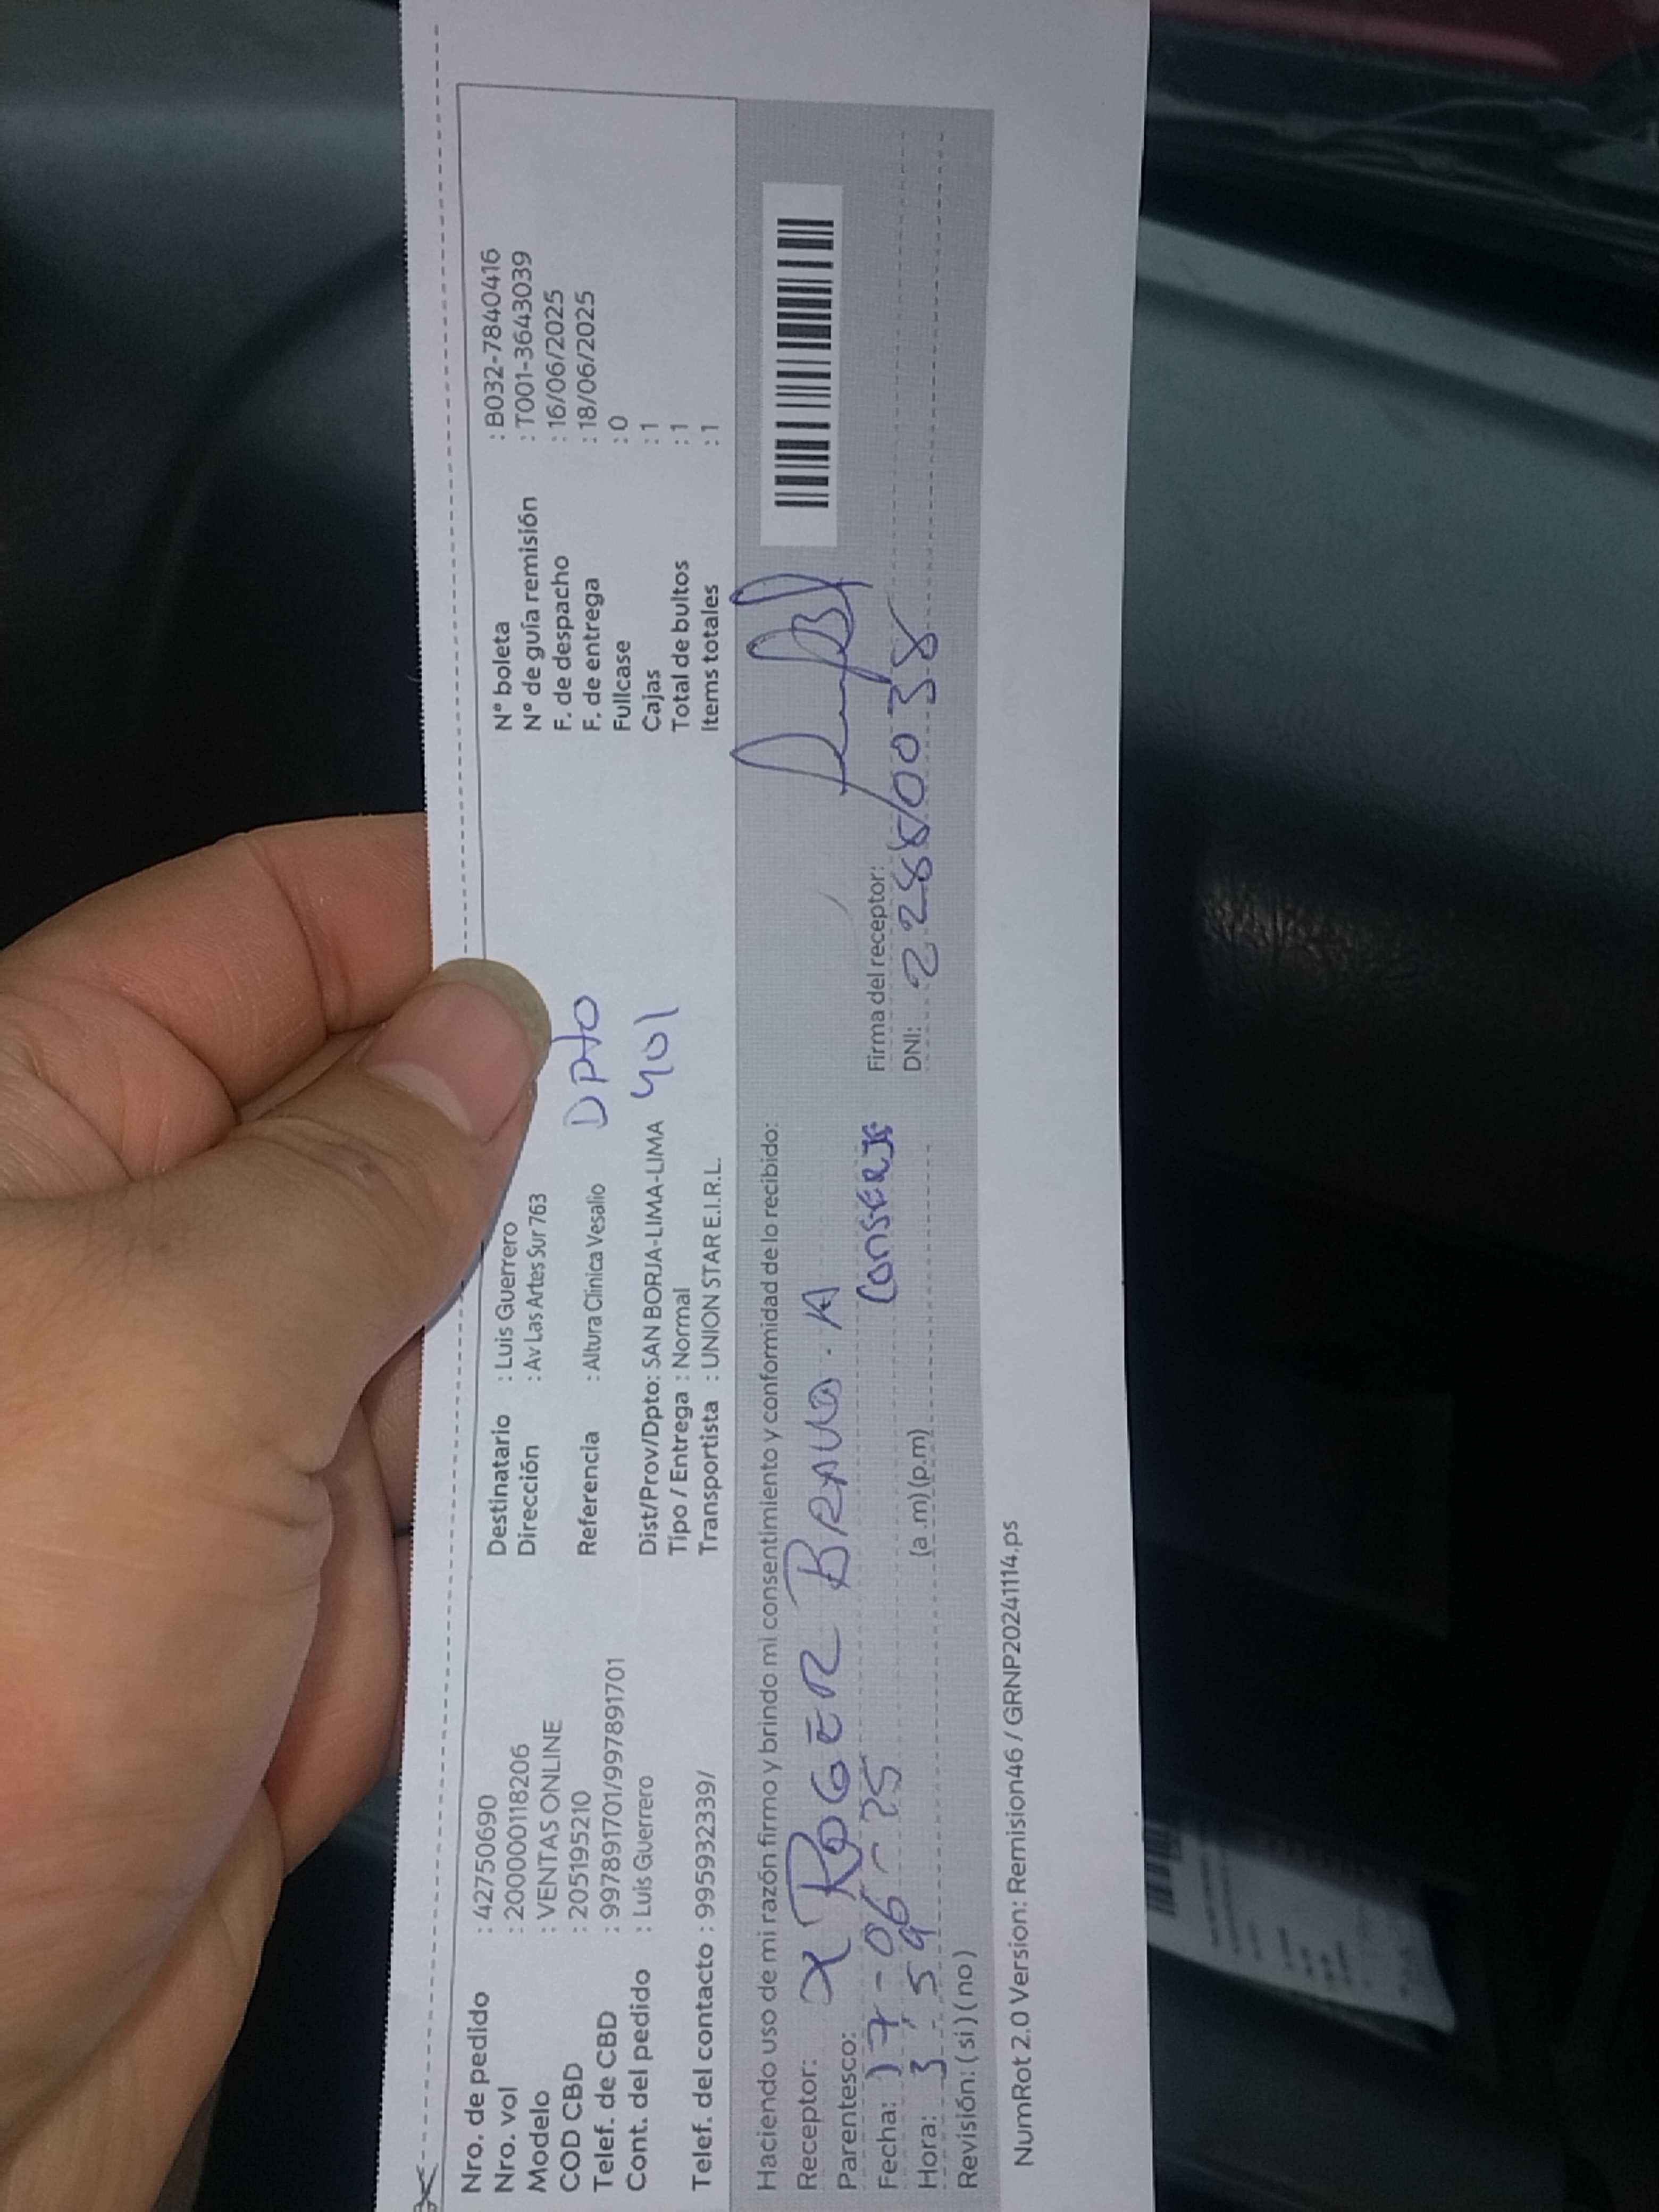 Nro. de pedido : 42750690
Nro. vol : 2000000118206
Modelo : VENTAS ONLINE
COD CBD : 205195210
Telef. de CBD : 997891701/997891701
Cont. del pedido : Luis Guerrero
Telef. del contacto : 995932339/
Destinatario : Luis Guerrero
Dirección : Av Las Artes Sur 763
Referencia : Altura Clinica Vesalio
Dpto
401
Dist/Prov/Dpto: SAN BORJA-LIMA-LIMA
Tipo / Entrega : Normal
Transportista : UNION STAR E.I.R.L.
N° boleta : B032-7840416
N° de guía remisión : T001-3643039
F. de despacho : 16/06/2025
F. de entrega : 18/06/2025
Fullcase : 0
Cajas : 1
Total de bultos : 1
Items totales : 1
Haciendo uso de mi razón firmo y brindo mi consentimiento y conformidad de lo recibido:
Receptor: X ROGER BRAVO. A
Parentesco: CONSERJE
Fecha: 17-06-25
Hora: 3:59 (a .m) (p.m)
Revisión: ( si ) ( no )
Firma del receptor:
DNI:
NumRot 2.0 Version: Remision46 / GRNP20241114.ps